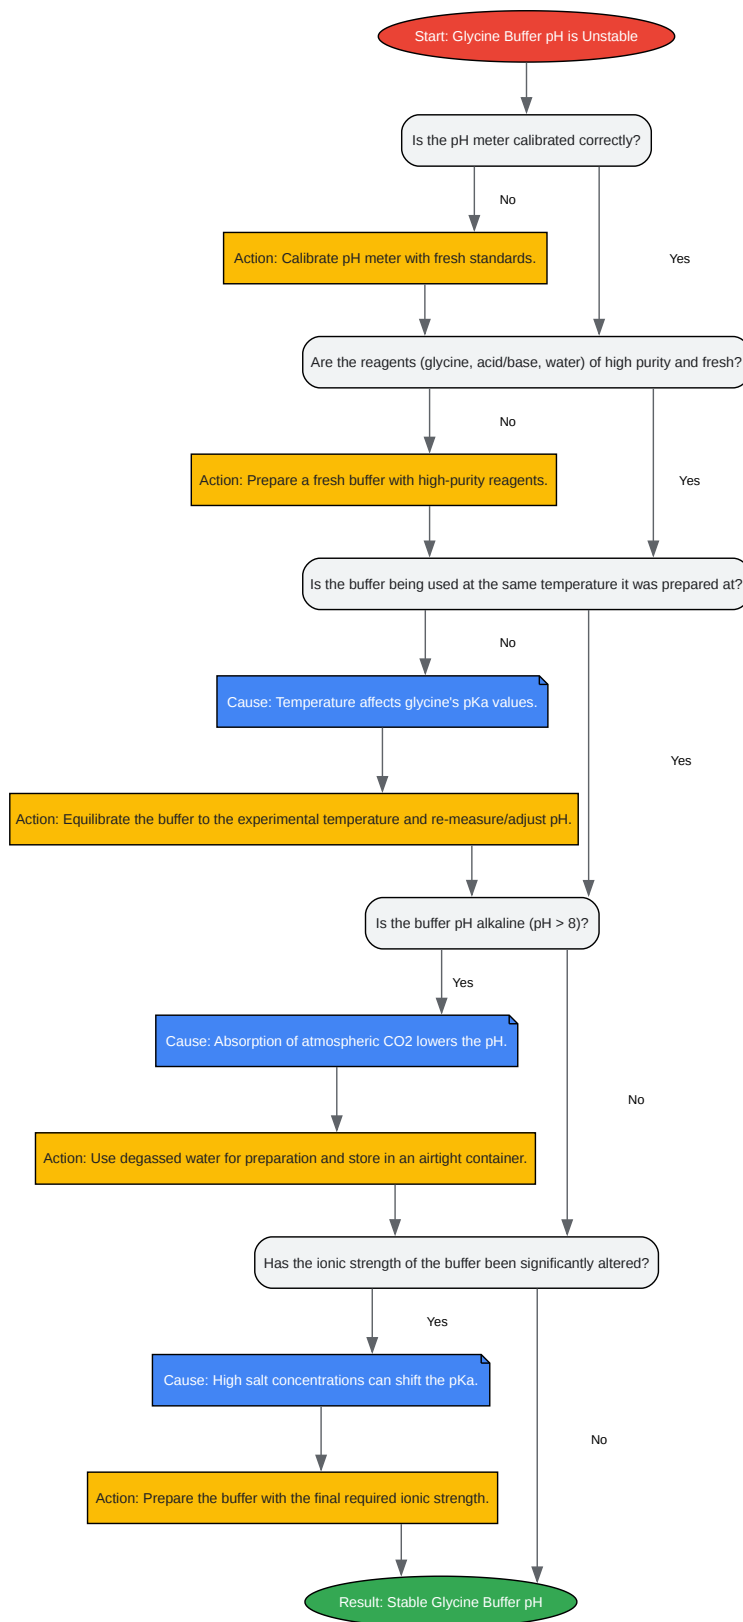 Start: Glycine Buffer pH is Unstable
Is the pH meter calibrated correctly?
No
Action: Calibrate pH meter with fresh standards.
Yes
Are the reagents (glycine, acid/base, water) of high purity and fresh?
No
Action: Prepare a fresh buffer with high-purity reagents.
Yes
Is the buffer being used at the same temperature it was prepared at?
No
Cause: Temperature affects glycine's pKa values.
Yes
Action: Equilibrate the buffer to the experimental temperature and re-measure/adjust pH.
Is the buffer pH alkaline (pH > 8)?
Yes
Cause: Absorption of atmospheric CO2 lowers the pH.
No
Action: Use degassed water for preparation and store in an airtight container.
Has the ionic strength of the buffer been significantly altered?
Yes
Cause: High salt concentrations can shift the pKa.
No
Action: Prepare the buffer with the final required ionic strength.
Result: Stable Glycine Buffer pH